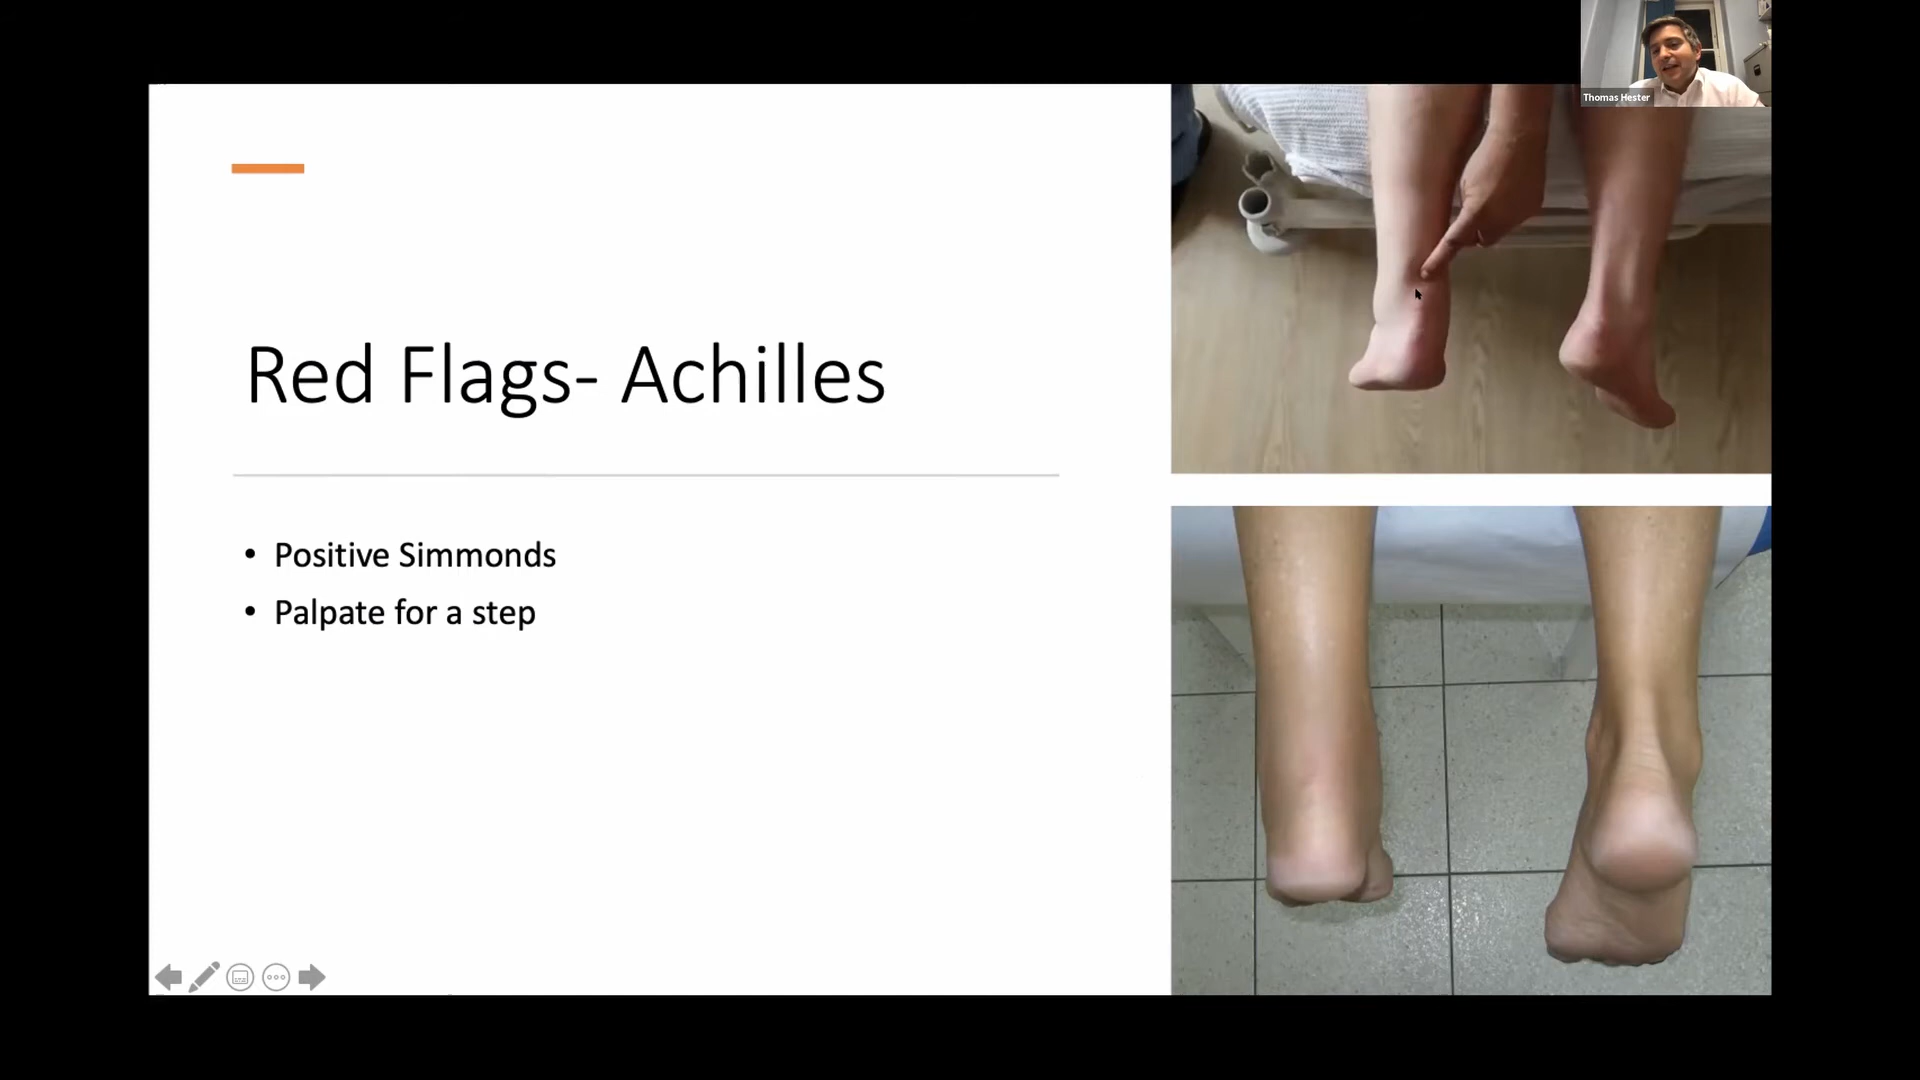 Thomas Hester
Red Flags- Achilles
• Positive Simmonds
• Palpate for a step